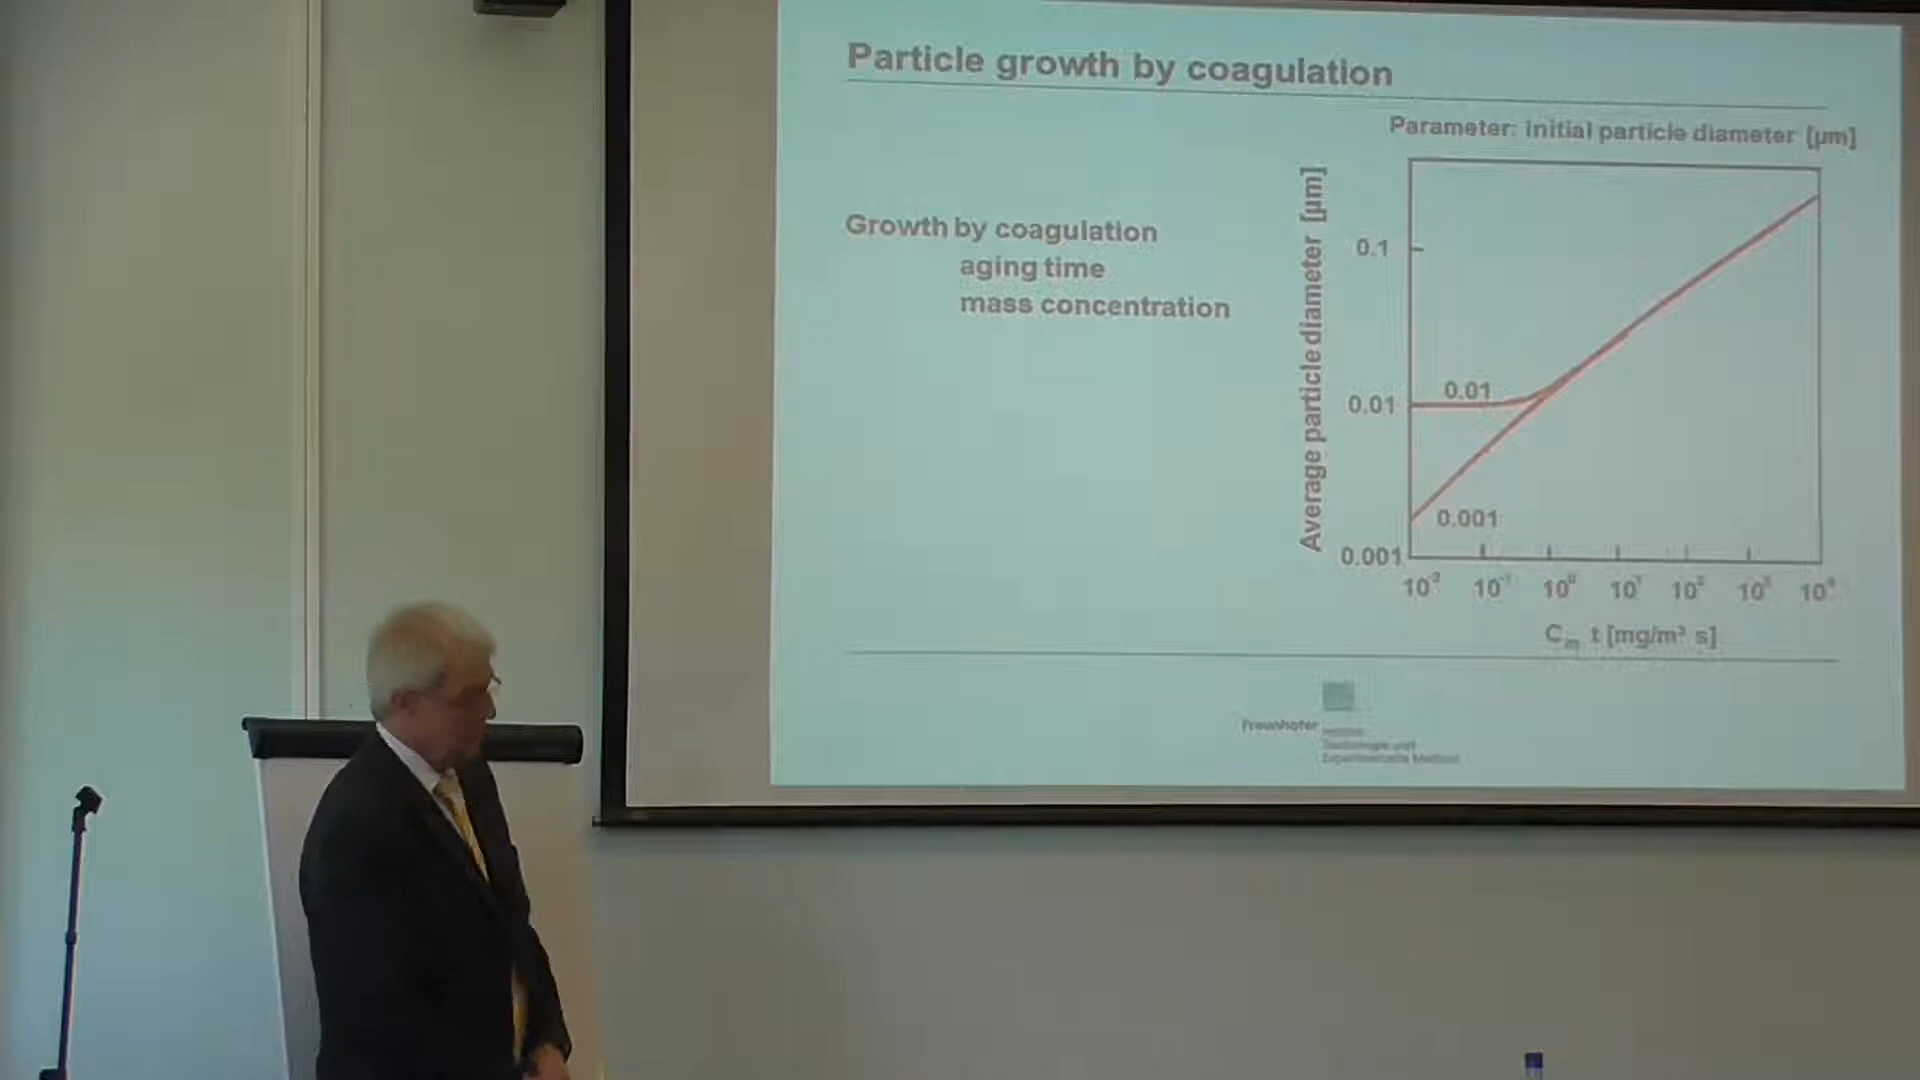 Particle growth by coagulation
Parameter: Initial particle diameter [µm]
Growth by coagulation
aging time
mass concentration
Average particle diameter [µm]
0.1
0.01
0.001
0.01
0.001
10⁻² 10⁻¹ 10⁰ 10¹ 10² 10³ 10⁴
Cₘ t [mg/m³ s]
Fraunhofer